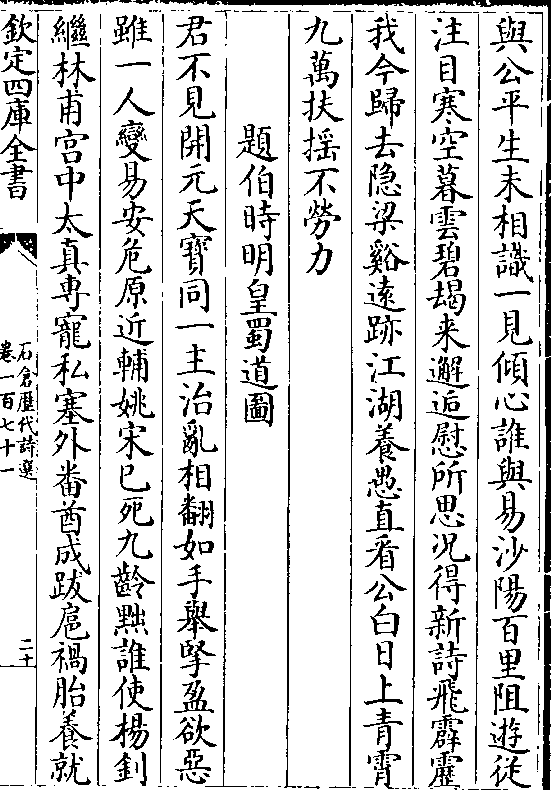 與公平生未相識一見傾心誰與易沙陽百里阻遊從
注目寒空暮雲碧朅来邂逅慰所思况得新詩飛霹靂
我今歸去隐梁谿遠跡江湖養愚直看公白日上青霄
九萬扶摇不勞力
題伯時明皇蜀道圖
君不見開元天寶同一主治亂相翻如手舉擥盈欲惡
雖一人變易安危原近輔姚宋已死九齡黜誰使楊釗
繼林甫宫中太真専寵私塞外番酋成跋扈禍胎養就
欽定四庫全書
石倉歴代詩選
卷一百七十一
二十